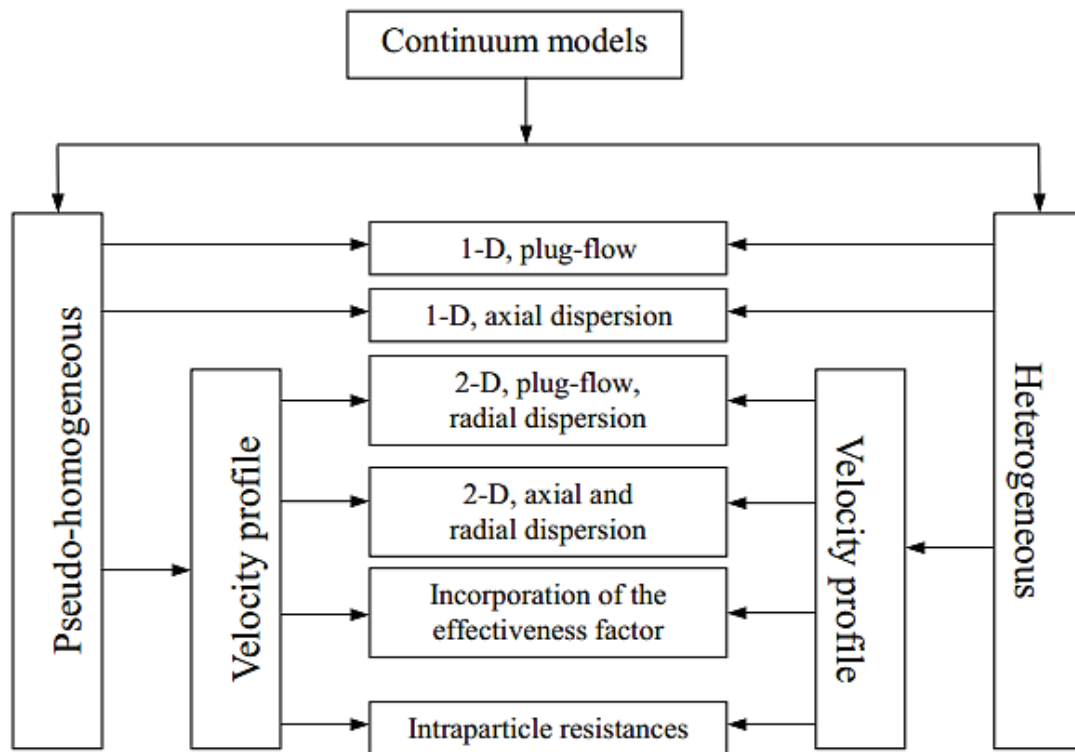 Continuum models
Pseudo-homogeneous
Velocity profile
1-D, plug-flow
1-D, axial dispersion
2-D, plug-flow,
radial dispersion
2-D, axial and
radial dispersion
Incorporation of the
effectiveness factor
Intraparticle resistances
Velocity profile
Heterogeneous